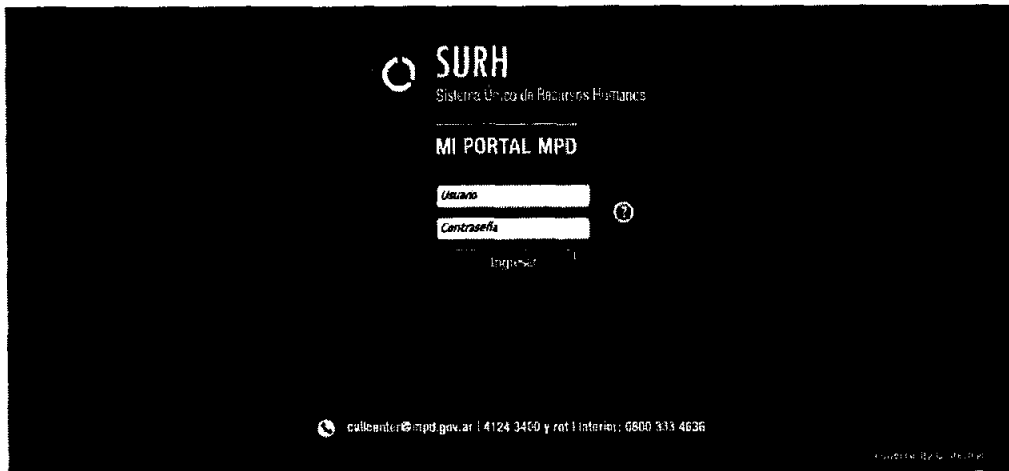 SURH
Sistema Único de Recursos Humanos
MI PORTAL MPD
Usuario
?
Contraseña
Ingresar
callcenter@mpd.gov.ar | 4124 3400 y rot | Interior: 0800 333 4636